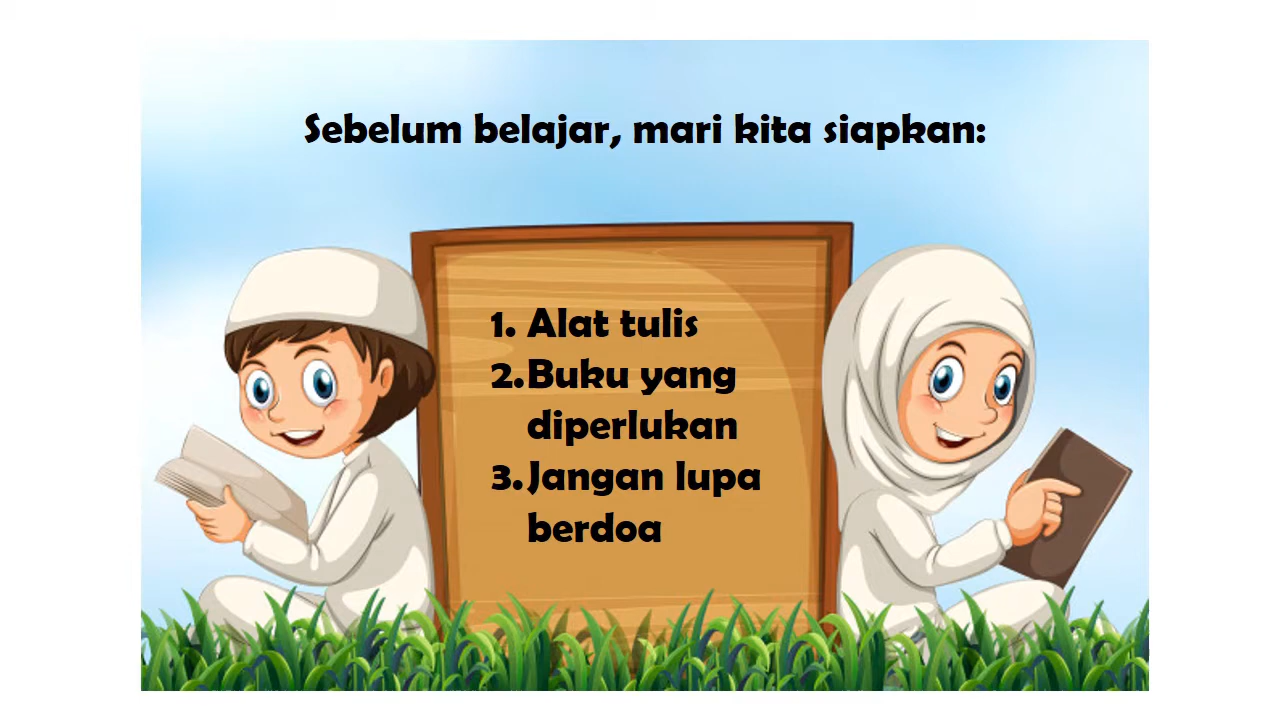 Sebelum belajar, mari kita siapkan:
1. Alat tulis
2. Buku yang
diperlukan
3. Jangan lupa
berdoa